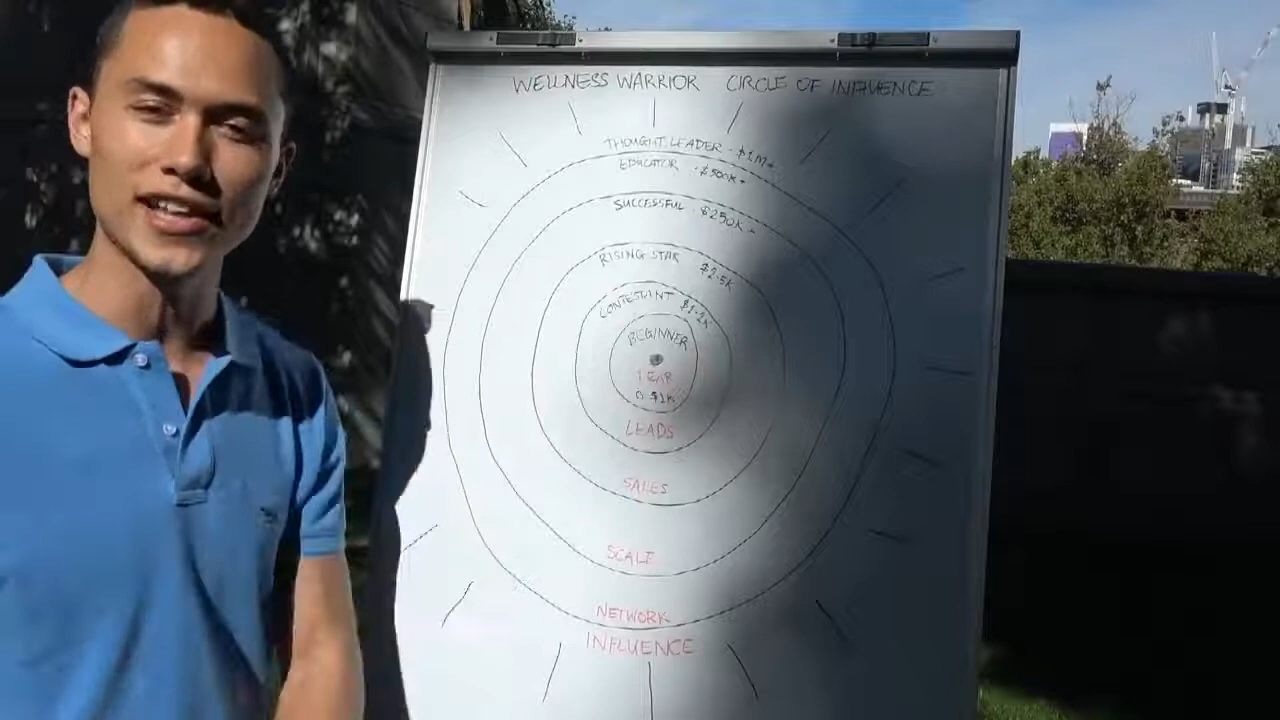 WELLNESS WARRIOR CIRCLE OF INFLUENCE
THOUGHT LEADER - $1M+
EDUCATOR - $500K+
SUCCESSFUL - $250K+
RISING STAR $2-5K
CONTESTANT $1-2K
BEGINNER
0 $1K
LEADS
SALES
SCALE
NETWORK
INFLUENCE